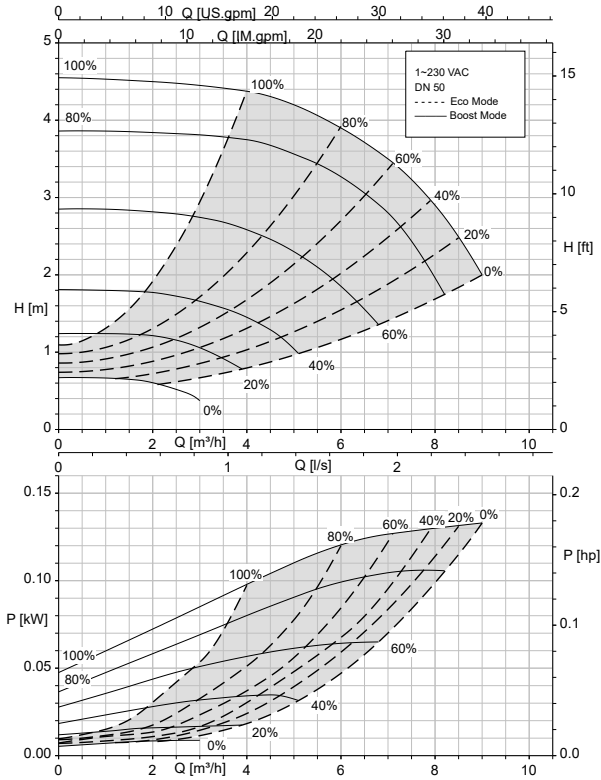 0 10 20 30 40
Q [US.gpm]
0 10 20 30
Q [IM.gpm]
5
100%
15
1~230 VAC
DN 50
Eco Mode
Boost Mode
100%
4
80%
80%
60%
3
40%
10
20%
H [ft]
2
0%
H [m]
5
60%
1
40%
20%
0%
0
0
0 2 4 6 8 10
Q [m³/h]
0 1 2
Q [l/s]
0.15
0.2
80% 60% 40% 20% 0%
P [hp]
100%
0.10
P [kW]
0.1
100%
60%
80%
0.05
40%
20%
0%
0.00
0.0
0 2 4 6 8 10
Q [m³/h]